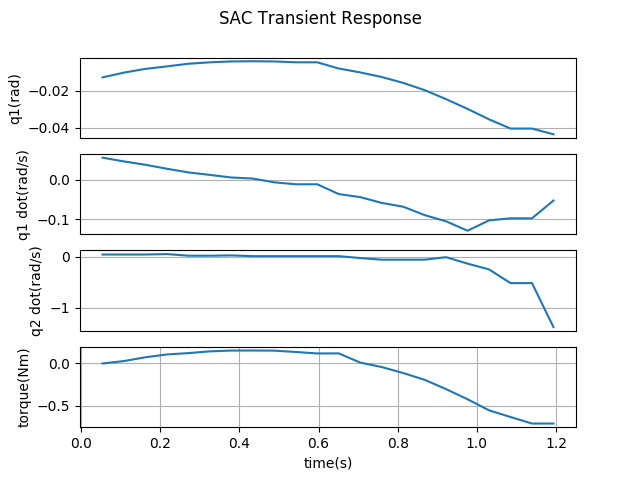 SAC Transient Response
q1(rad)
−0.02
−0.04
q1 dot(rad/s)
0.0
−0.1
q2 dot(rad/s)
0
−1
torque(Nm)
0.0
−0.5
0.0 0.2 0.4 0.6 0.8 1.0 1.2
time(s)